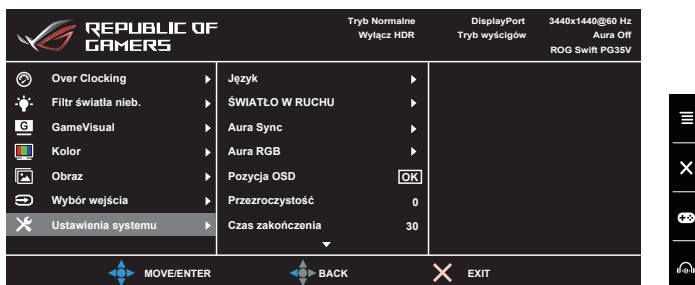 REPUBLIC OF
GAMERS
Tryb Normalne
Wyłącz HDR
DisplayPort
Tryb wyścigów
3440x1440@60 Hz
Aura Off
ROG Swift PG35V
Over Clocking
Filtr światła nieb.
G GameVisual
Kolor
Obraz
Wybór wejścia
Ustawienia systemu
Język
ŚWIATŁO W RUCHU
Aura Sync
Aura RGB
Pozycja OSD OK
Przezroczystość 0
Czas zakończenia 30
MOVE/ENTER
BACK
EXIT